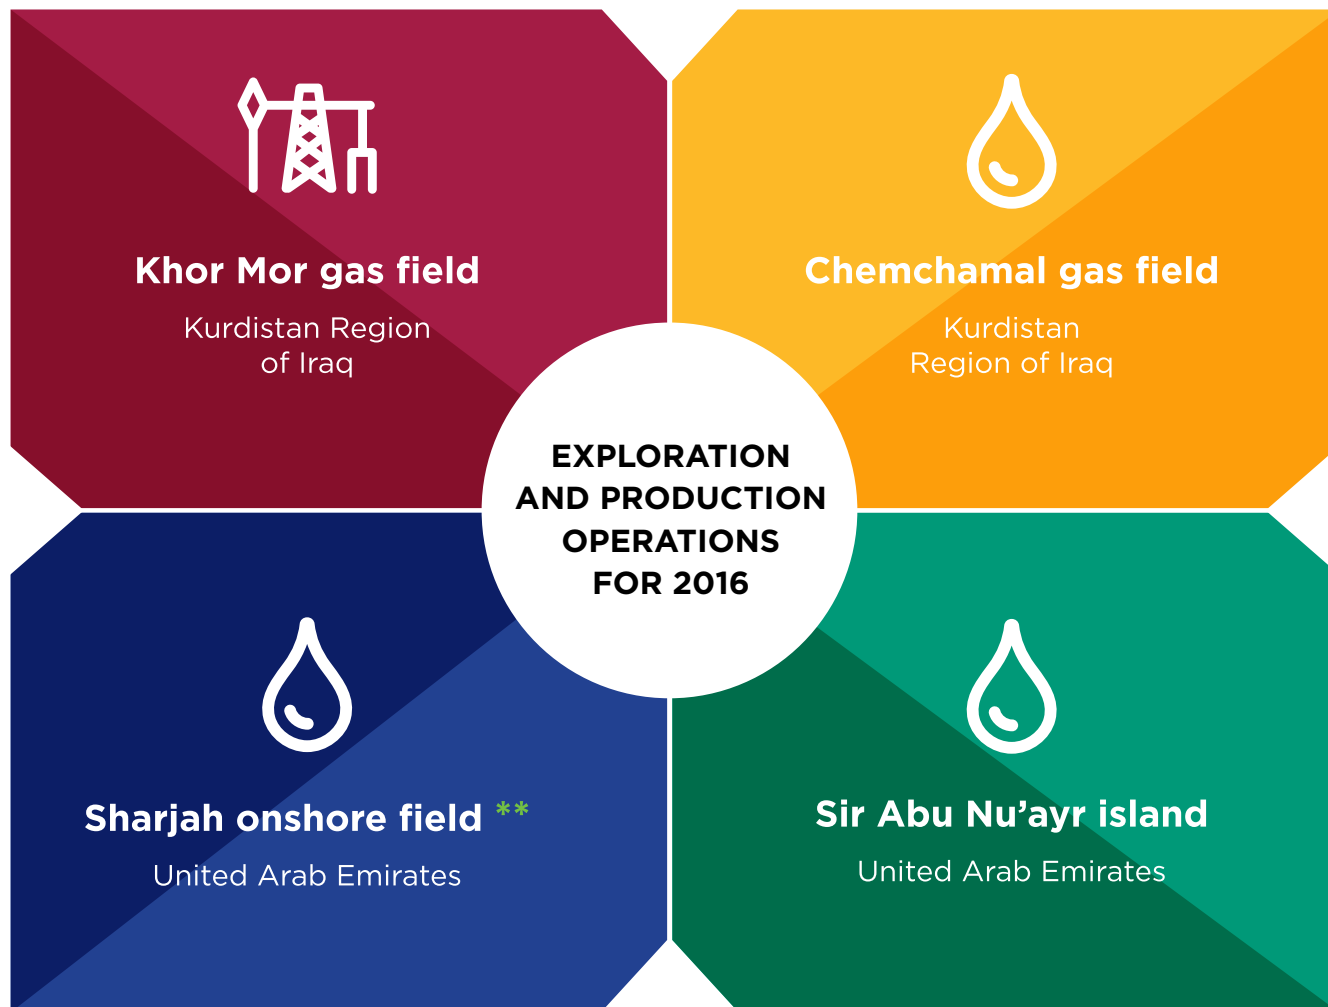 Khor Mor gas field
Kurdistan Region
of Iraq
Chemchamal gas field
Kurdistan
Region of Iraq
EXPLORATION
AND PRODUCTION
OPERATIONS
FOR 2016
Sharjah onshore field **
United Arab Emirates
Sir Abu Nu’ayr island
United Arab Emirates